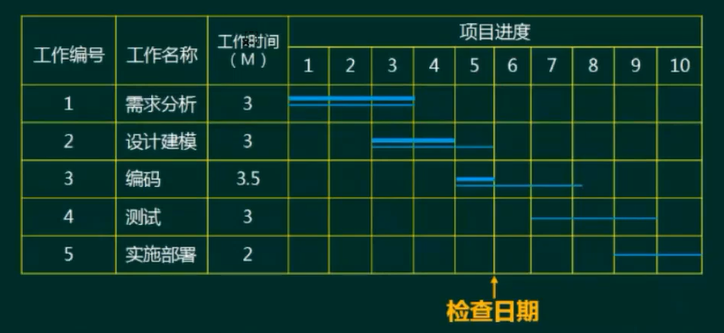 项目进度
工作编号 工作名称 工作时间
（M）
1 2 3 4 5 6 7 8 9 10
1 需求分析 3
2 设计建模 3
3 编码 3.5
4 测试 3
5 实施部署 2
检查日期